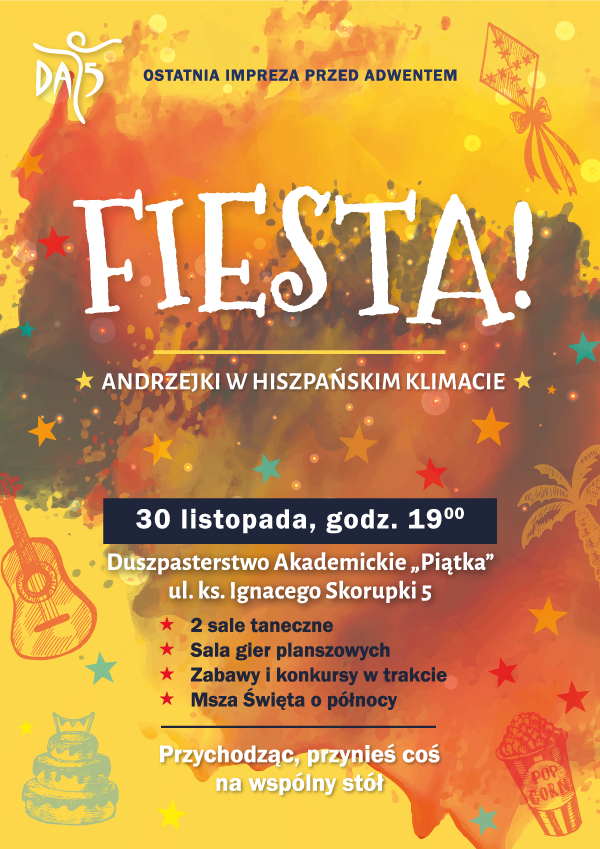 DA5
OSTATNIA IMPREZA PRZED ADWENTEM
FIESTA!
ANDRZEJKI W HISZPAŃSKIM KLIMACIE
30 listopada, godz. 19⁰⁰
Duszpasterstwo Akademickie „Piątka”
ul. ks. Ignacego Skorupki 5
2 sale taneczne
Sala gier planszowych
Zabawy i konkursy w trakcie
Msza Święta o północy
Przychodząc, przynieś coś
na wspólny stół
POP
CORN